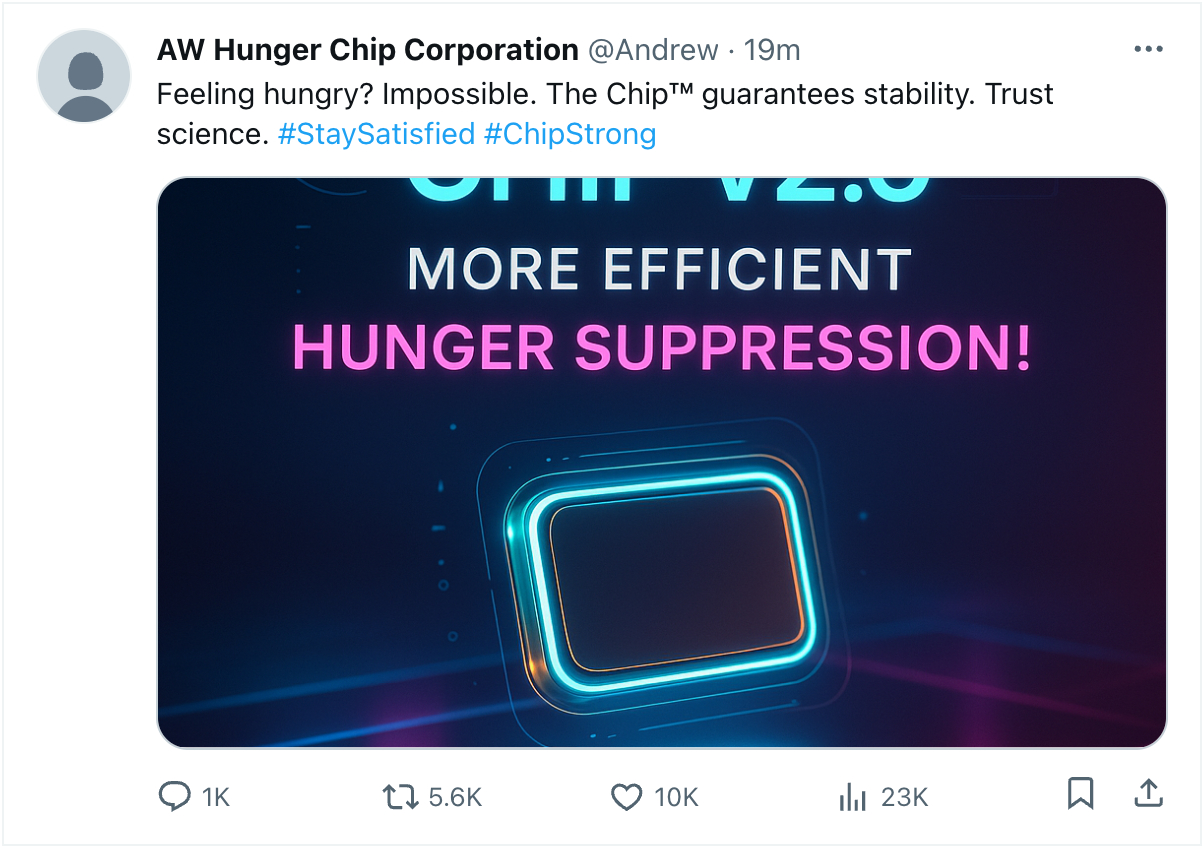 AW Hunger Chip Corporation @Andrew · 19m
Feeling hungry? Impossible. The Chip™ guarantees stability. Trust
science. #StaySatisfied #ChipStrong
MORE EFFICIENT
HUNGER SUPPRESSION!
1K 5.6K 10K 23K